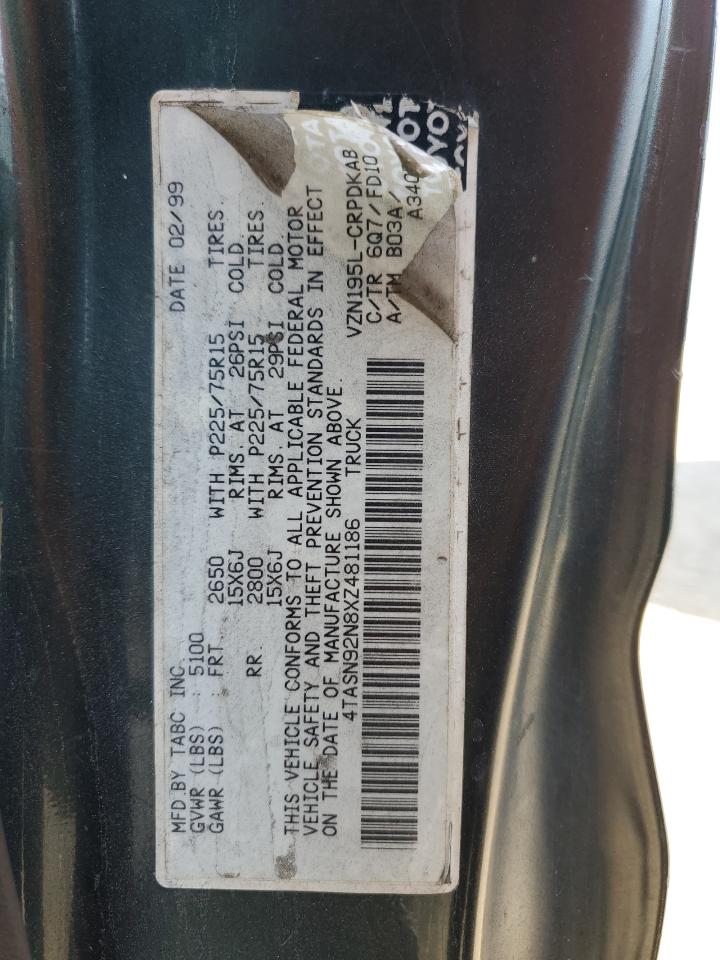 MFD.BY TABC INC. DATE 02/99
GVWR (LBS) : 5100
GAWR (LBS) : FRT 2650 WITH P225/75R15 TIRES.
15X6J RIMS. AT 26PSI COLD.
RR. 2800 WITH P225/75R15 TIRES.
15X6J RIMS. AT 29PSI COLD.
THIS VEHICLE CONFORMS TO ALL APPLICABLE FEDERAL MOTOR
VEHICLE SAFETY AND THEFT PREVENTION STANDARDS IN EFFECT
ON THE DATE OF MANUFACTURE SHOWN ABOVE.
4TASN92N8XZ481186 TRUCK
VZN195L-CRPDKAB
C/TR 6Q7/FD10
A/TM B03A/
A340